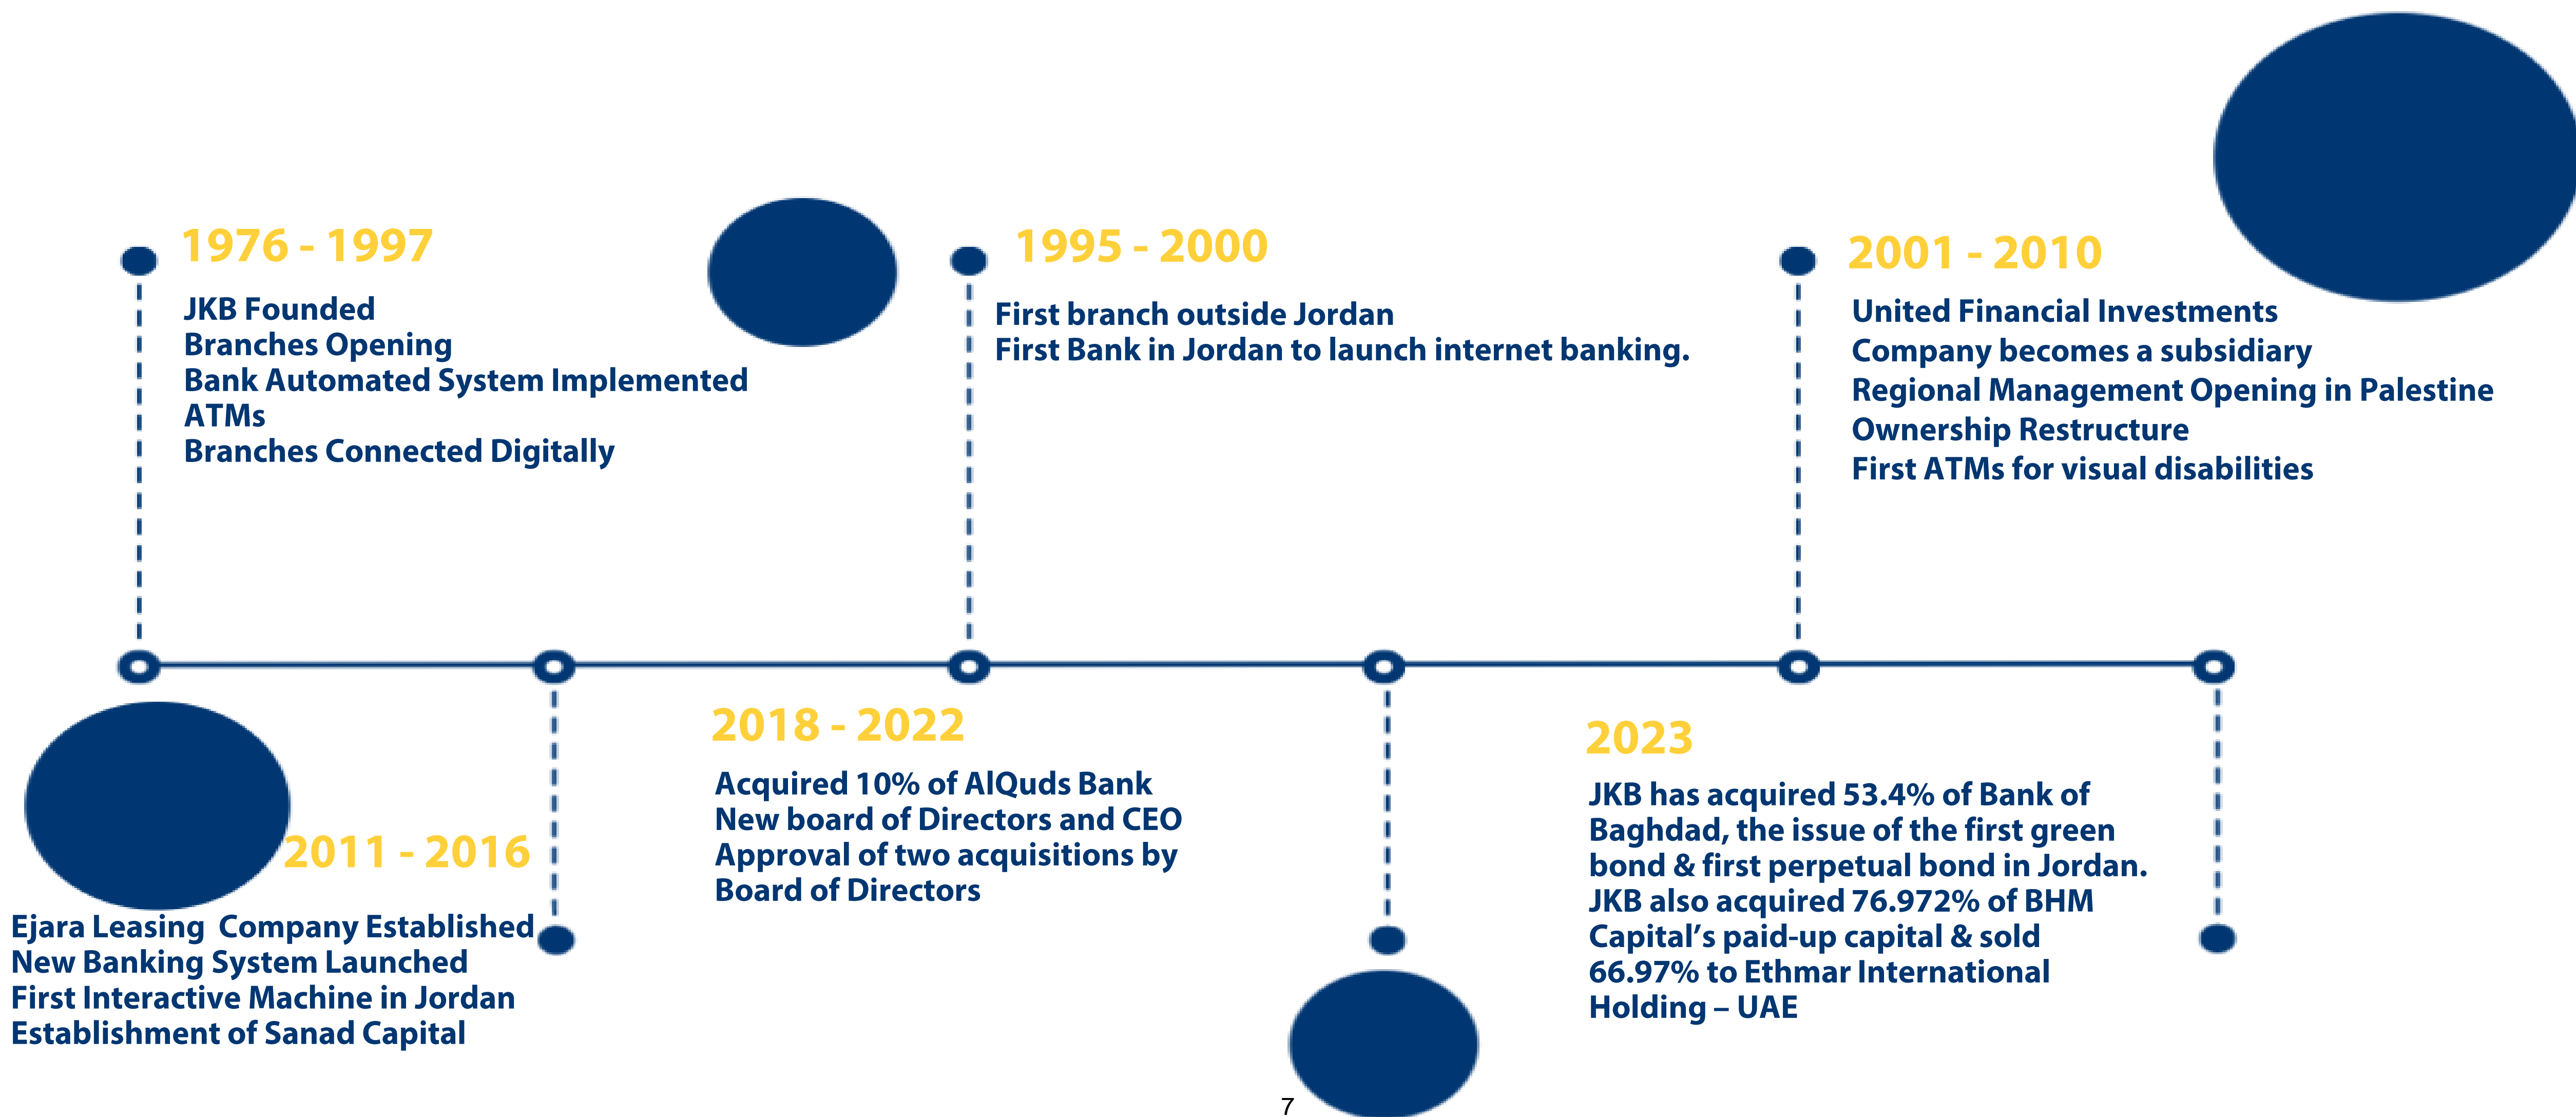 1976 - 1997
JKB Founded
Branches Opening
Bank Automated System Implemented
ATMs
Branches Connected Digitally
1995 - 2000
First branch outside Jordan
First Bank in Jordan to launch internet banking.
2001 - 2010
United Financial Investments
Company becomes a subsidiary
Regional Management Opening in Palestine
Ownership Restructure
First ATMs for visual disabilities
2011 - 2016
Ejara Leasing  Company Established
New Banking System Launched
First Interactive Machine in Jordan
Establishment of Sanad Capital
2018 - 2022
Acquired 10% of AlQuds Bank
New board of Directors and CEO
Approval of two acquisitions by
Board of Directors
2023
JKB has acquired 53.4% of Bank of
Baghdad, the issue of the first green
bond & first perpetual bond in Jordan.
JKB also acquired 76.972% of BHM
Capital’s paid-up capital & sold
66.97% to Ethmar International
Holding – UAE
7